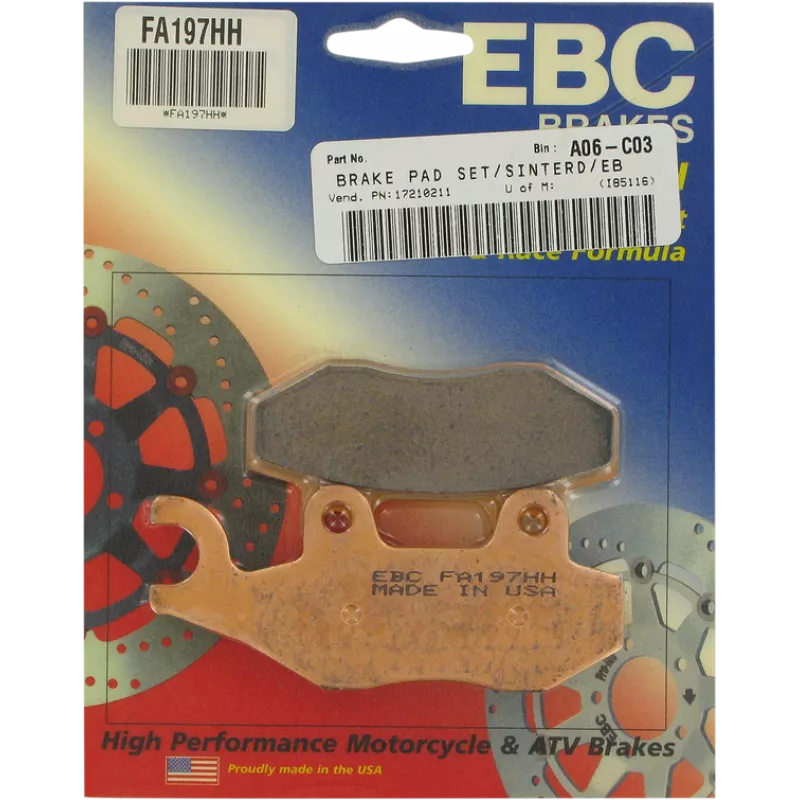 FA197HH
*FA197HH*
EBC
BRAKES
Part No.
Bin: A06-C03
BRAKE PAD SET/SINTERD/EB
Vend. PN:17210211 U of M: (I85116)
Formula
EBC FA197HH
MADE IN USA
EBC
High Performance Motorcycle & ATV Brakes
Proudly made in the USA